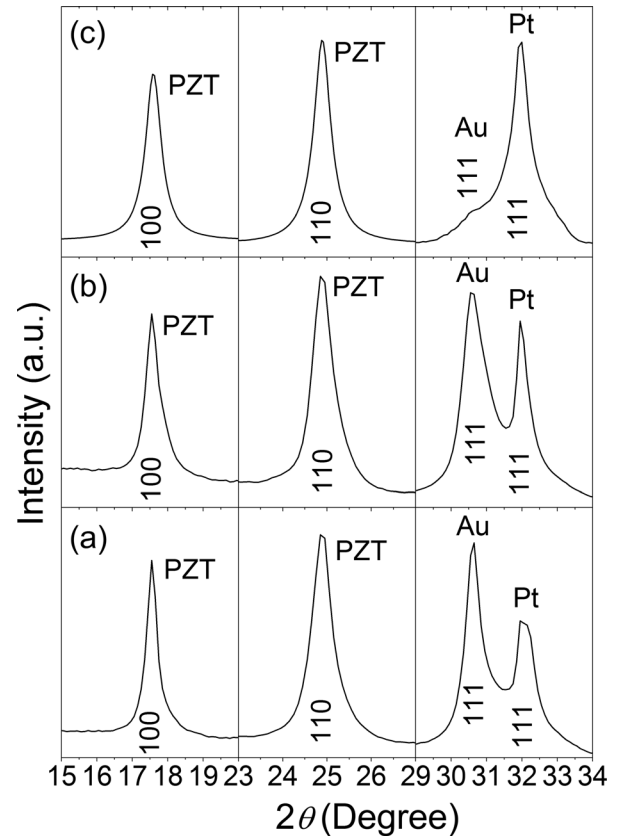 (c)
PZT
100
PZT
110
Au
111
Pt
111
(b)
PZT
100
PZT
110
Au
111
Pt
111
(a)
PZT
100
PZT
110
Au
111
Pt
111
Intensity (a.u.)
15 16 17 18 19 23 24 25 26 29 30 31 32 33 34
2θ (Degree)